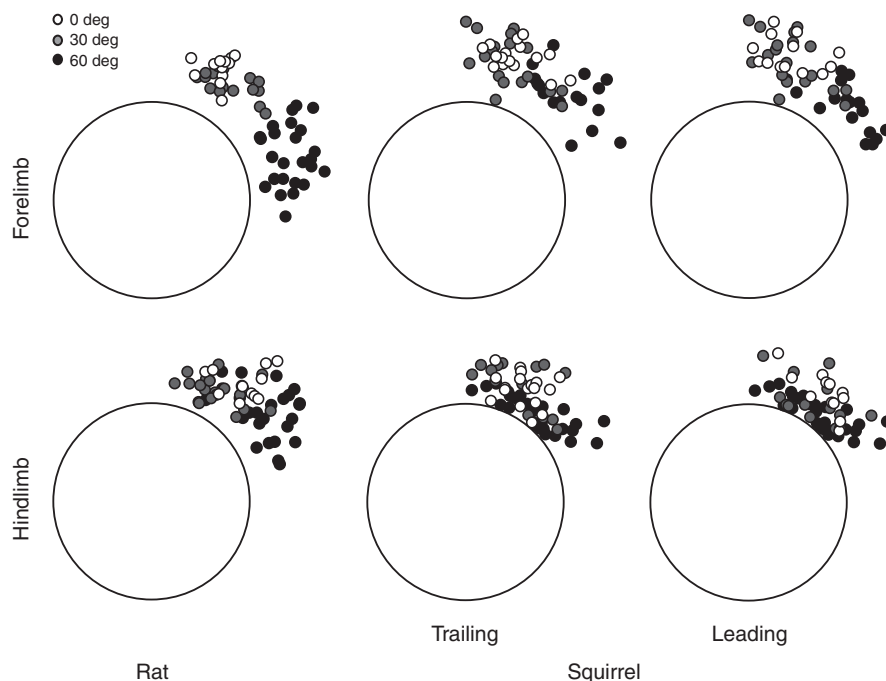 0 deg
30 deg
60 deg
Forelimb
Hindlimb
Trailing
Leading
Rat
Squirrel